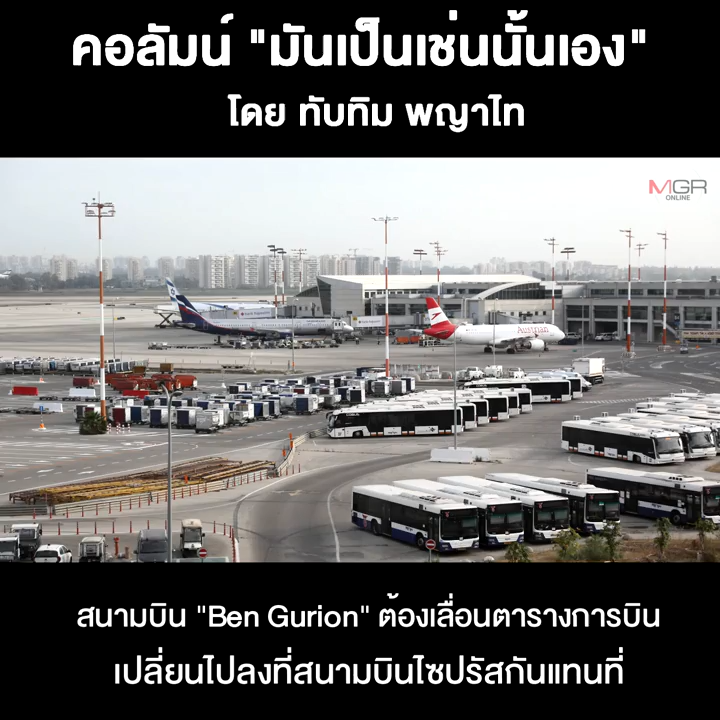 คอลัมน์ "มันเป็นเช่นนั้นเอง"
โดย ทับทิม พญาไท
MGR
ONLINE
Austrian
สนามบิน "Ben Gurion" ต้องเลื่อนตารางการบิน
เปลี่ยนไปลงที่สนามบินไซปรัสกันแทนที่